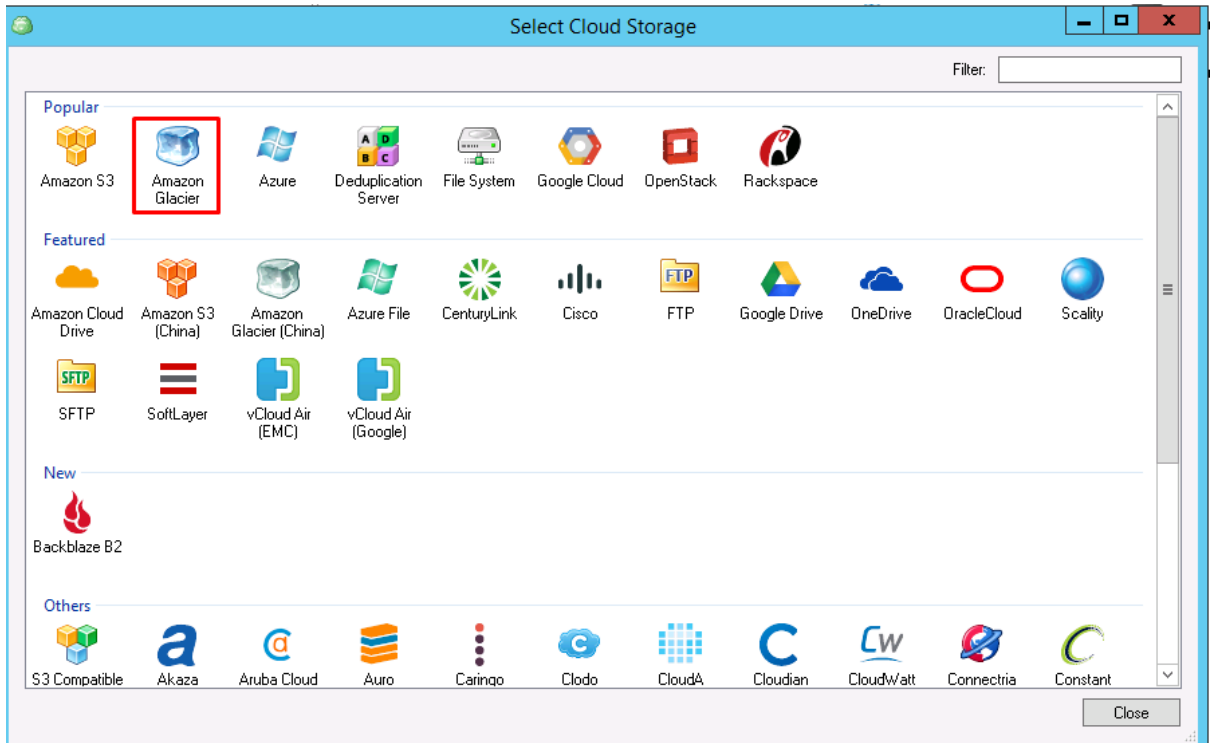 Select Cloud Storage
Filter:
Popular
Amazon S3
Amazon
Glacier
Azure
A D
B C
Deduplication
Server
File System
Google Cloud
OpenStack
Rackspace
Featured
Amazon Cloud
Drive
Amazon S3
(China)
Amazon
Glacier (China)
Azure File
CenturyLink
Cisco
FTP
FTP
Google Drive
OneDrive
OracleCloud
Scality
SFTP
SFTP
SoftLayer
vCloud Air
(EMC)
vCloud Air
(Google)
New
Backblaze B2
Others
S3 Compatible
a
Akaza
a
Aruba Cloud
Auro
Caringo
C
Clodo
CloudA
C
Cloudian
CW
CloudWatt
Connectria
C
Constant
Close